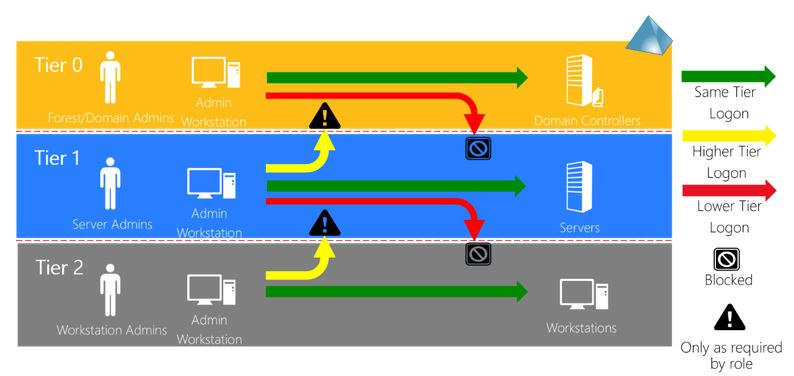 Tier 0
Forest/Domain Admins
Admin
Workstation
Domain Controllers
Tier 1
Server Admins
Admin
Workstation
Servers
Tier 2
Workstation Admins
Admin
Workstation
Workstations
Same Tier
Logon
Higher Tier
Logon
Lower Tier
Logon
Blocked
Only as required
by role